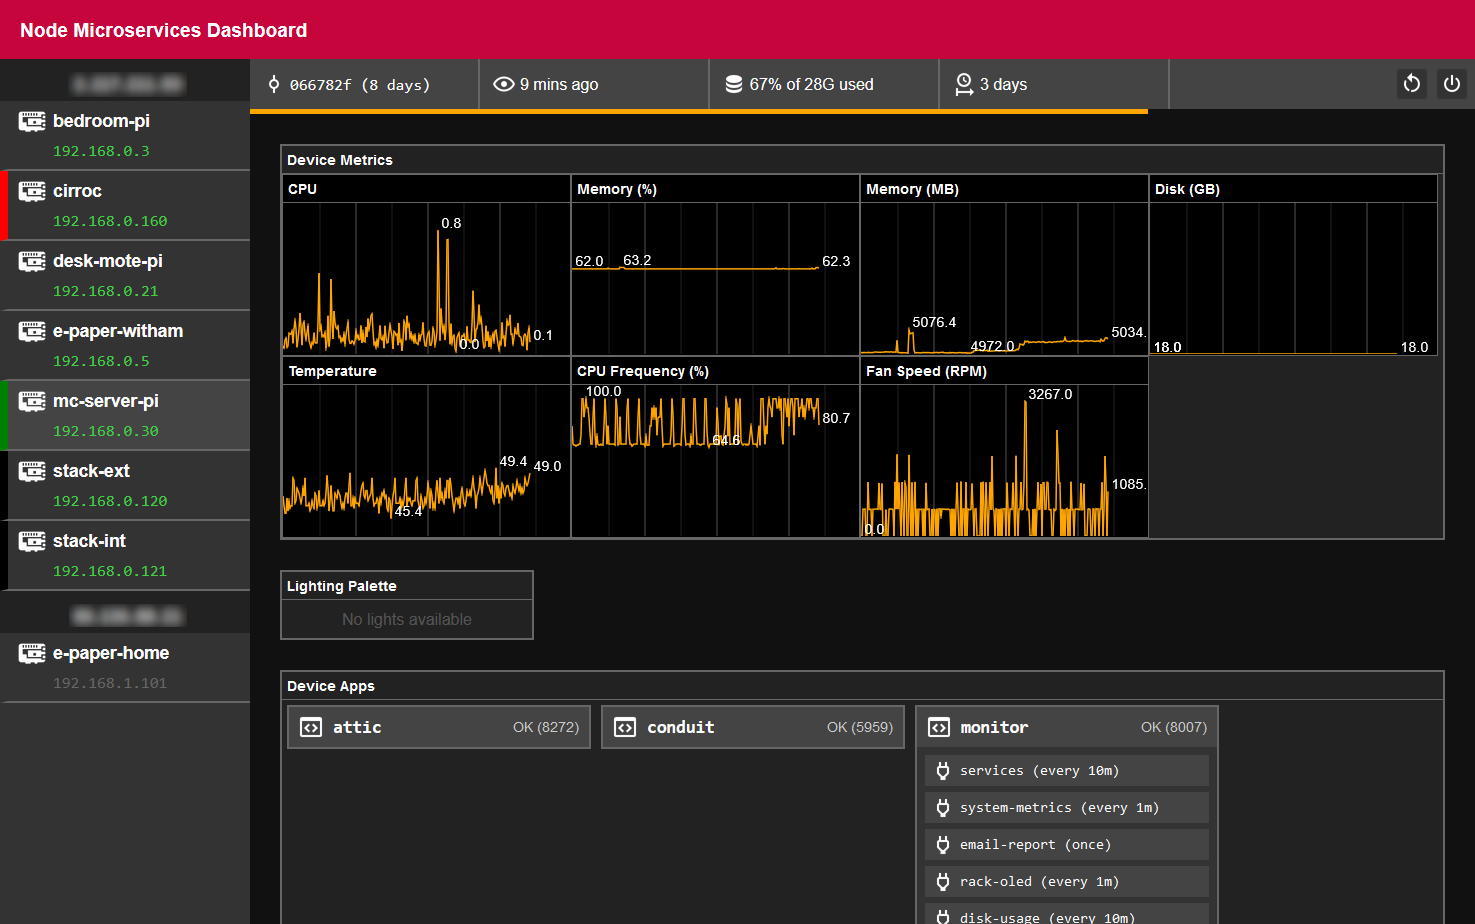 Node Microservices Dashboard
066782f (8 days)
9 mins ago
67% of 28G used
3 days
bedroom-pi
192.168.0.3
cirroc
192.168.0.160
desk-mote-pi
192.168.0.21
e-paper-witham
192.168.0.5
mc-server-pi
192.168.0.30
stack-ext
192.168.0.120
stack-int
192.168.0.121
e-paper-home
192.168.1.101
Device Metrics
CPU
0.8
0.0
0.1
Memory (%)
62.0
63.2
62.3
Memory (MB)
5076.4
4972.0
5034.
Disk (GB)
18.0
18.0
Temperature
49.4
49.0
45.4
CPU Frequency (%)
100.0
64.6
80.7
Fan Speed (RPM)
3267.0
1085.
0.0
Lighting Palette
No lights available
Device Apps
attic
OK (8272)
conduit
OK (5959)
monitor
OK (8007)
services (every 10m)
system-metrics (every 1m)
email-report (once)
rack-oled (every 1m)
disk-usage (every 10m)